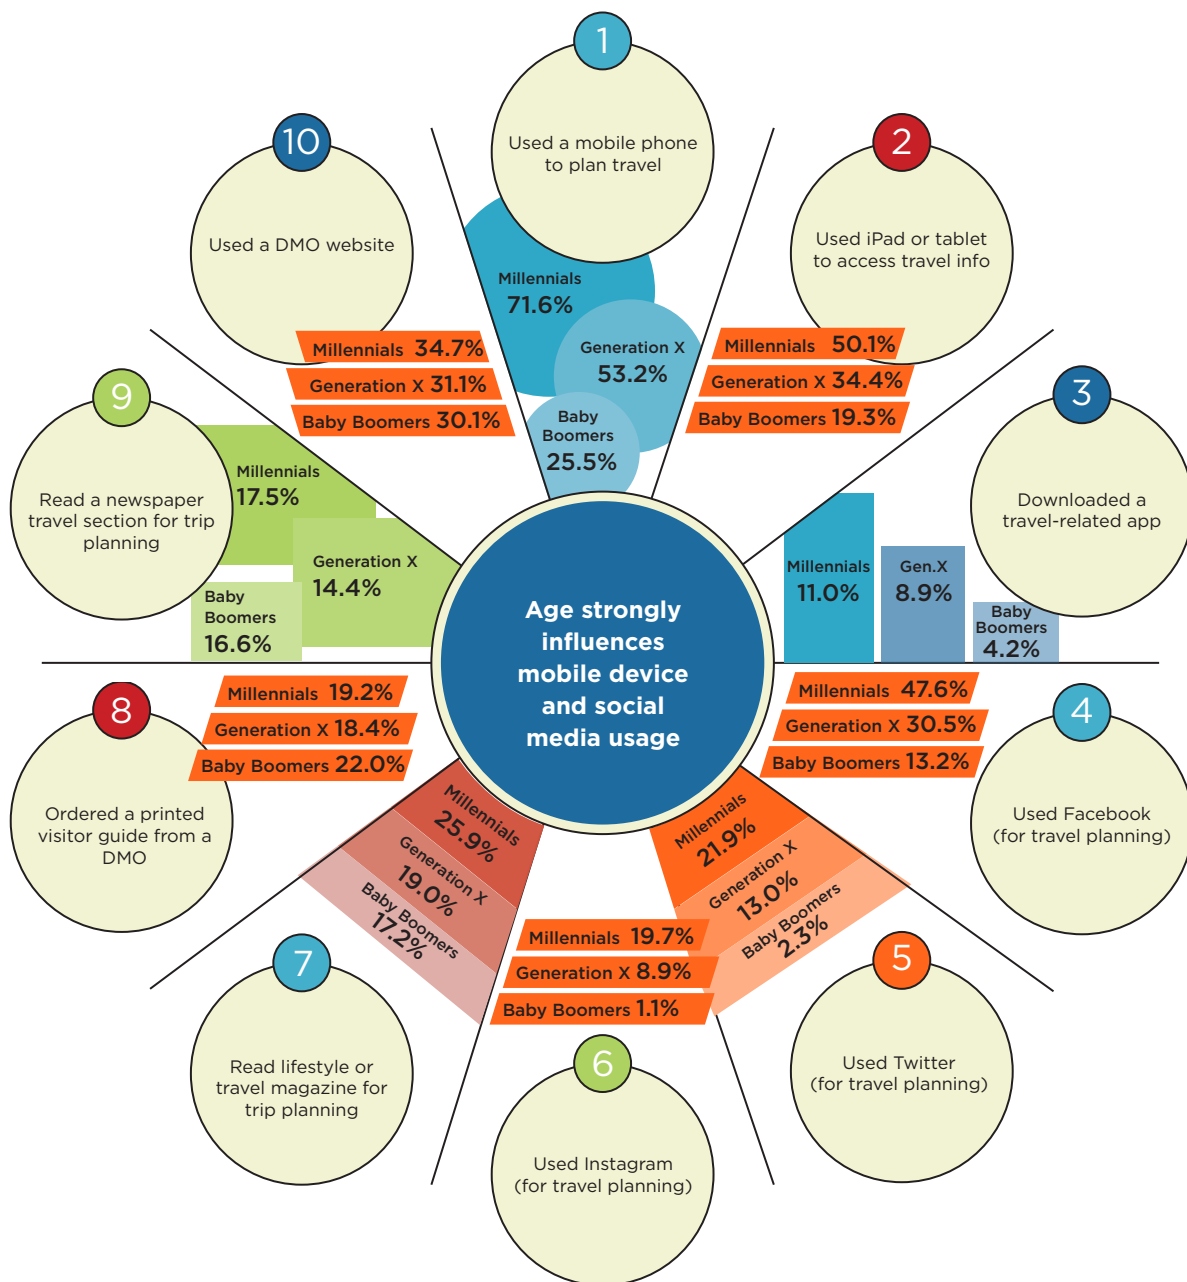 1
Used a mobile phone
to plan travel
Millennials
71.6%
Generation X
53.2%
Baby
Boomers
25.5%
2
Used iPad or tablet
to access travel info
Millennials 50.1%
Generation X 34.4%
Baby Boomers 19.3%
3
Downloaded a
travel-related app
Millennials
11.0%
Gen.X
8.9%
Baby
Boomers
4.2%
4
Used Facebook
(for travel planning)
Millennials 47.6%
Generation X 30.5%
Baby Boomers 13.2%
5
Used Twitter
(for travel planning)
Millennials
21.9%
Generation X
13.0%
Baby Boomers
2.3%
6
Used Instagram
(for travel planning)
Millennials 19.7%
Generation X 8.9%
Baby Boomers 1.1%
7
Read lifestyle or
travel magazine for
trip planning
Millennials
25.9%
Generation X
19.0%
Baby Boomers
17.2%
8
Ordered a printed
visitor guide from a
DMO
Millennials 19.2%
Generation X 18.4%
Baby Boomers 22.0%
9
Read a newspaper
travel section for trip
planning
Millennials
17.5%
Generation X
14.4%
Baby
Boomers
16.6%
10
Used a DMO website
Millennials 34.7%
Generation X 31.1%
Baby Boomers 30.1%
Age strongly
influences
mobile device
and social
media usage